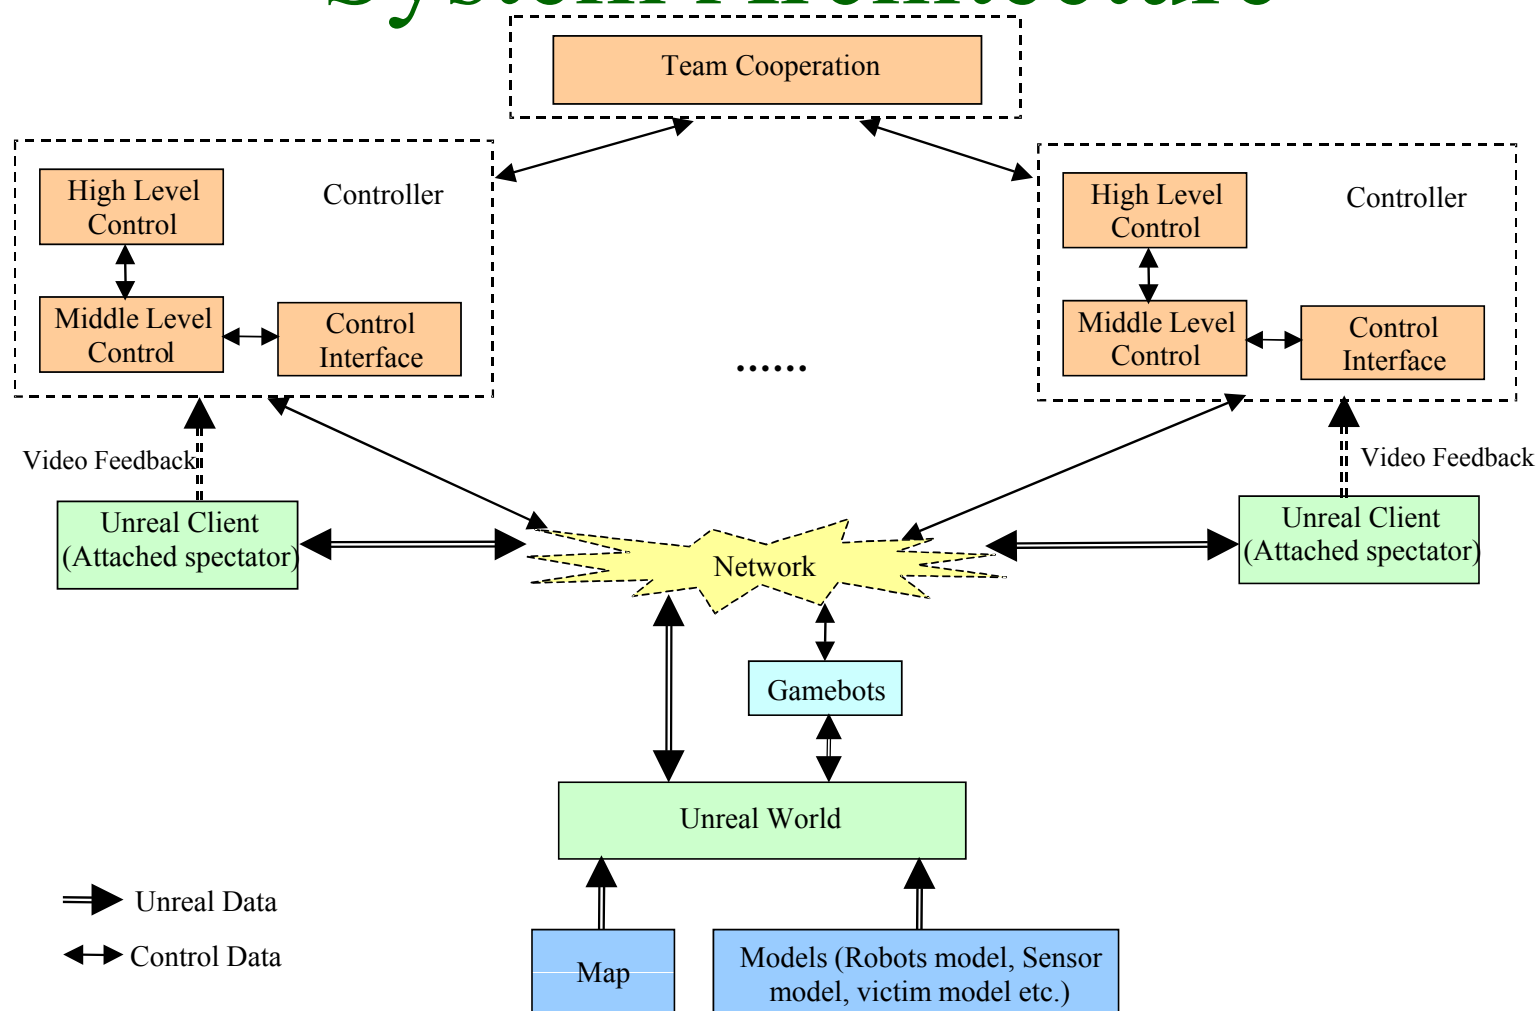 System Architecture
Team Cooperation
High Level
Control
Controller
Middle Level
Control
Control
Interface
High Level
Control
Controller
Middle Level
Control
Control
Interface
......
Video Feedback
Video Feedback
Unreal Client
(Attached spectator)
Unreal Client
(Attached spectator)
Network
Gamebots
Unreal World
Unreal Data
Control Data
Map
Models (Robots model, Sensor
model, victim model etc.)